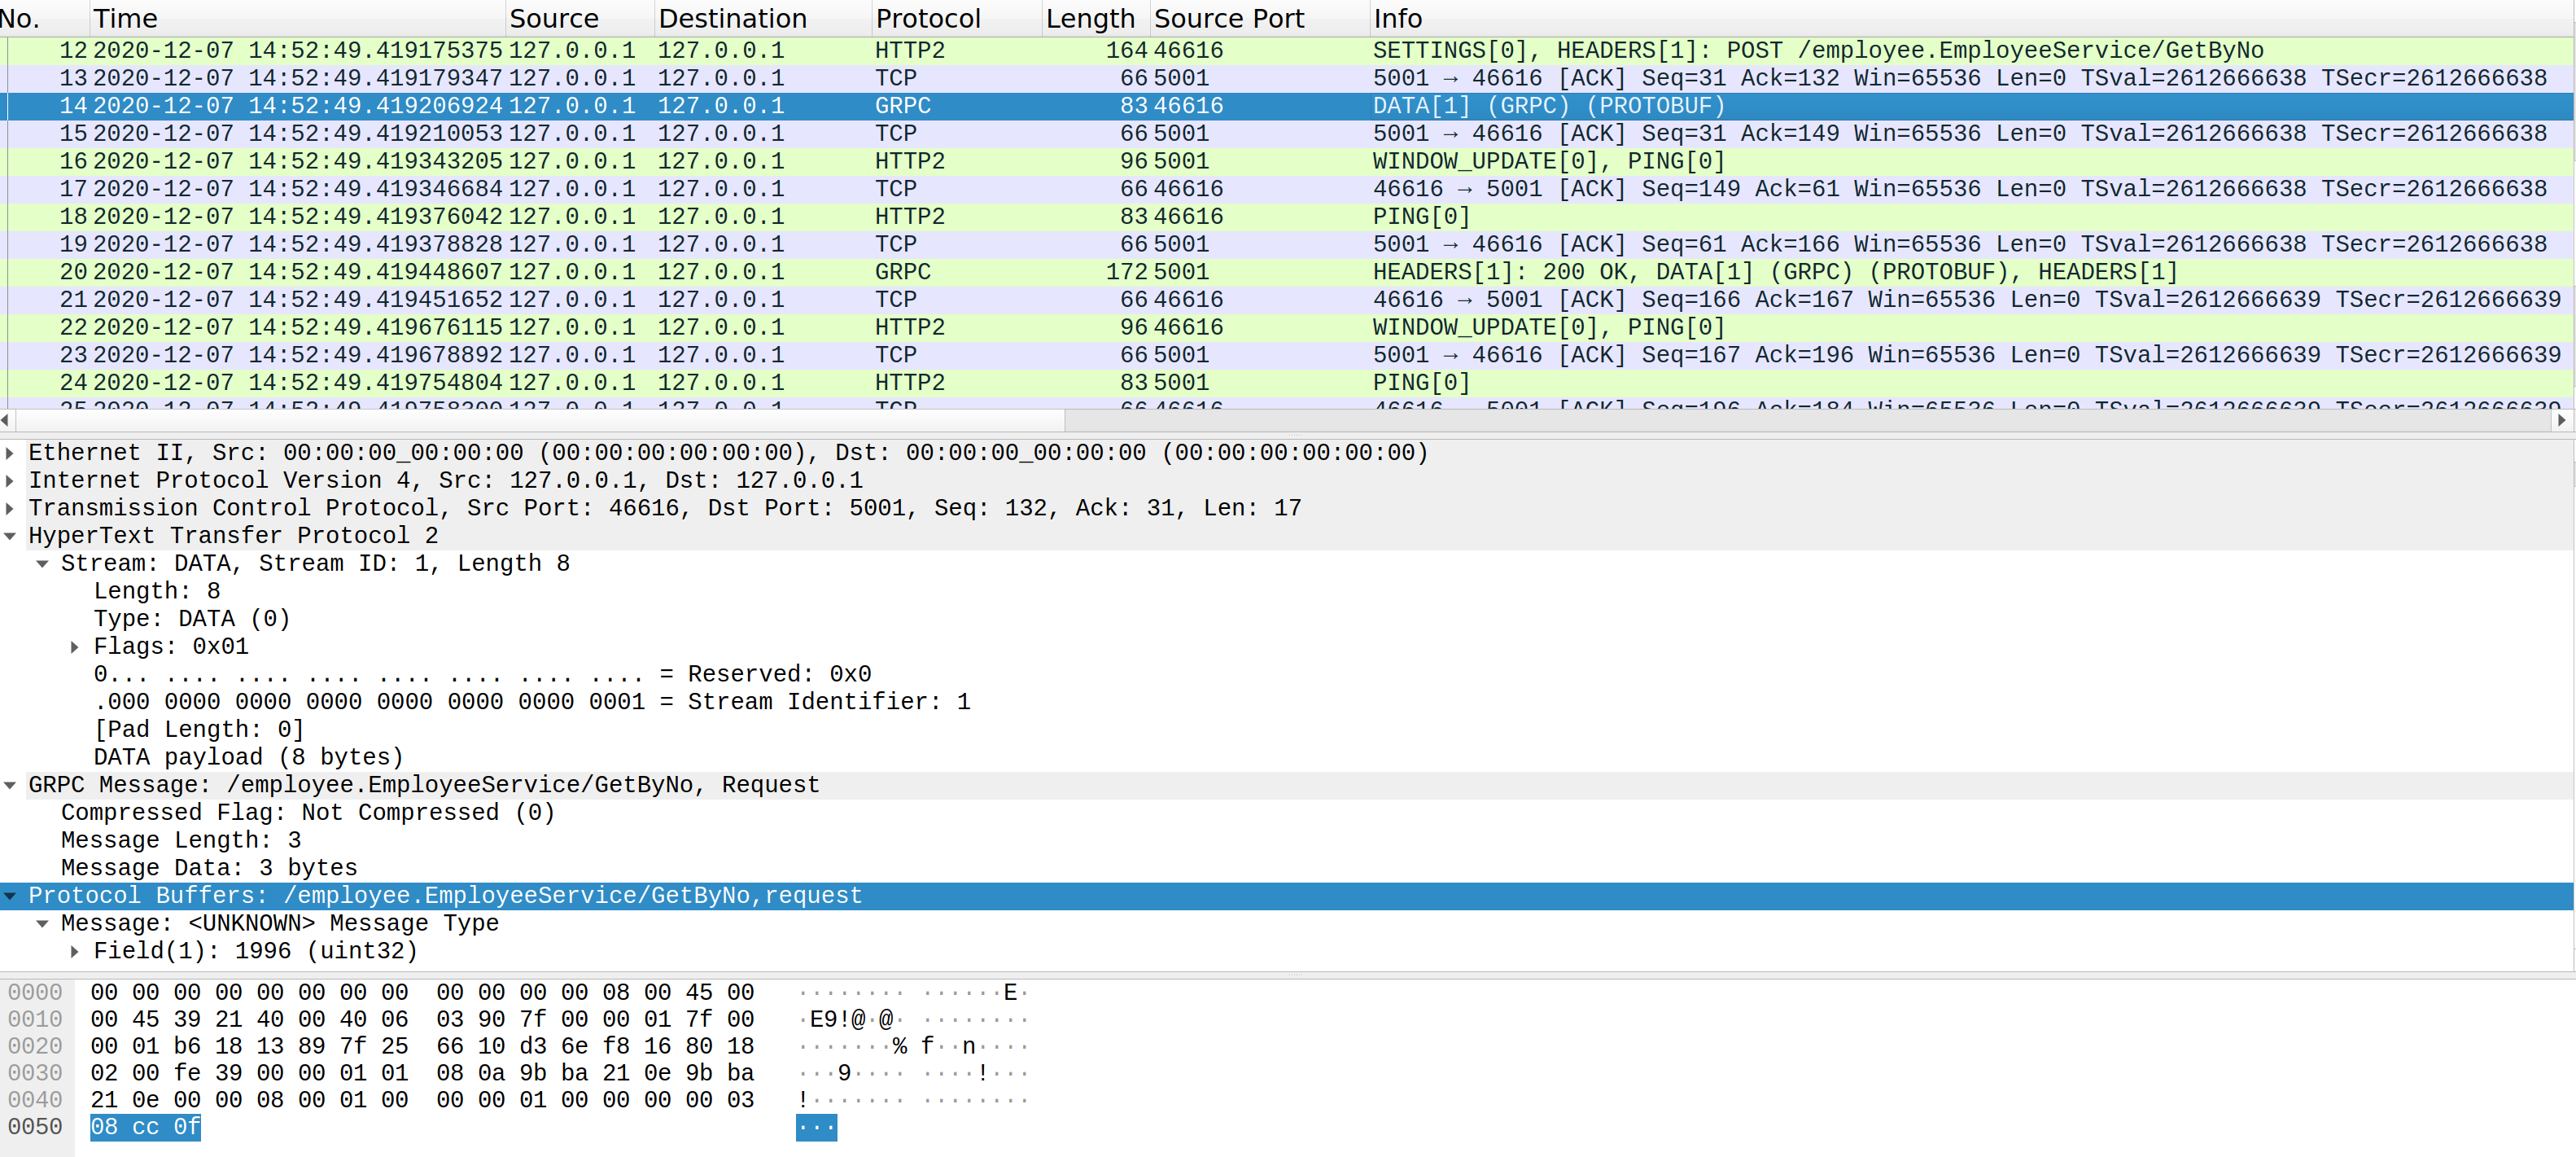 No. Time Source Destination Protocol Length Source Port Info
12 2020-12-07 14:52:49.419175375 127.0.0.1 127.0.0.1 HTTP2 164 46616 SETTINGS[0], HEADERS[1]: POST /employee.EmployeeService/GetByNo
13 2020-12-07 14:52:49.419179347 127.0.0.1 127.0.0.1 TCP 66 5001 5001 → 46616 [ACK] Seq=31 Ack=132 Win=65536 Len=0 TSval=2612666638 TSecr=2612666638
14 2020-12-07 14:52:49.419206924 127.0.0.1 127.0.0.1 GRPC 83 46616 DATA[1] (GRPC) (PROTOBUF)
15 2020-12-07 14:52:49.419210053 127.0.0.1 127.0.0.1 TCP 66 5001 5001 → 46616 [ACK] Seq=31 Ack=149 Win=65536 Len=0 TSval=2612666638 TSecr=2612666638
16 2020-12-07 14:52:49.419343205 127.0.0.1 127.0.0.1 HTTP2 96 5001 WINDOW_UPDATE[0], PING[0]
17 2020-12-07 14:52:49.419346684 127.0.0.1 127.0.0.1 TCP 66 46616 46616 → 5001 [ACK] Seq=149 Ack=61 Win=65536 Len=0 TSval=2612666638 TSecr=2612666638
18 2020-12-07 14:52:49.419376042 127.0.0.1 127.0.0.1 HTTP2 83 46616 PING[0]
19 2020-12-07 14:52:49.419378828 127.0.0.1 127.0.0.1 TCP 66 5001 5001 → 46616 [ACK] Seq=61 Ack=166 Win=65536 Len=0 TSval=2612666638 TSecr=2612666638
20 2020-12-07 14:52:49.419448607 127.0.0.1 127.0.0.1 GRPC 172 5001 HEADERS[1]: 200 OK, DATA[1] (GRPC) (PROTOBUF), HEADERS[1]
21 2020-12-07 14:52:49.419451652 127.0.0.1 127.0.0.1 TCP 66 46616 46616 → 5001 [ACK] Seq=166 Ack=167 Win=65536 Len=0 TSval=2612666639 TSecr=2612666639
22 2020-12-07 14:52:49.419676115 127.0.0.1 127.0.0.1 HTTP2 96 46616 WINDOW_UPDATE[0], PING[0]
23 2020-12-07 14:52:49.419678892 127.0.0.1 127.0.0.1 TCP 66 5001 5001 → 46616 [ACK] Seq=167 Ack=196 Win=65536 Len=0 TSval=2612666639 TSecr=2612666639
24 2020-12-07 14:52:49.419754804 127.0.0.1 127.0.0.1 HTTP2 83 5001 PING[0]
25 2020-12-07 127.0.0.1 127.0.0.1 TCP 66 46616 46616 → 5001 [ACK] Seq=196 Ack=184 Win=65536 Len=0 TSval=2612666639 TSecr=2612666639
Ethernet II, Src: 00:00:00_00:00:00 (00:00:00:00:00:00), Dst: 00:00:00_00:00:00 (00:00:00:00:00:00)
Internet Protocol Version 4, Src: 127.0.0.1, Dst: 127.0.0.1
Transmission Control Protocol, Src Port: 46616, Dst Port: 5001, Seq: 132, Ack: 31, Len: 17
HyperText Transfer Protocol 2
Stream: DATA, Stream ID: 1, Length 8
Length: 8
Type: DATA (0)
Flags: 0x01
0... .... .... .... .... .... .... .... = Reserved: 0x0
.000 0000 0000 0000 0000 0000 0000 0001 = Stream Identifier: 1
[Pad Length: 0]
DATA payload (8 bytes)
GRPC Message: /employee.EmployeeService/GetByNo, Request
Compressed Flag: Not Compressed (0)
Message Length: 3
Message Data: 3 bytes
Protocol Buffers: /employee.EmployeeService/GetByNo,request
Message: <UNKNOWN> Message Type
Field(1): 1996 (uint32)
0000 00 00 00 00 00 00 00 00 00 00 00 00 08 00 45 00 ········ ······E·
0010 00 45 39 21 40 00 40 06 03 90 7f 00 00 01 7f 00 ·E9!@·@· ········
0020 00 01 b6 18 13 89 7f 25 66 10 d3 6e f8 16 80 18 ·······% f··n····
0030 02 00 fe 39 00 00 01 01 08 0a 9b ba 21 0e 9b ba ···9···· ····!···
0040 21 0e 00 00 08 00 01 00 00 00 01 00 00 00 00 03 !······· ········
0050 08 cc 0f ···